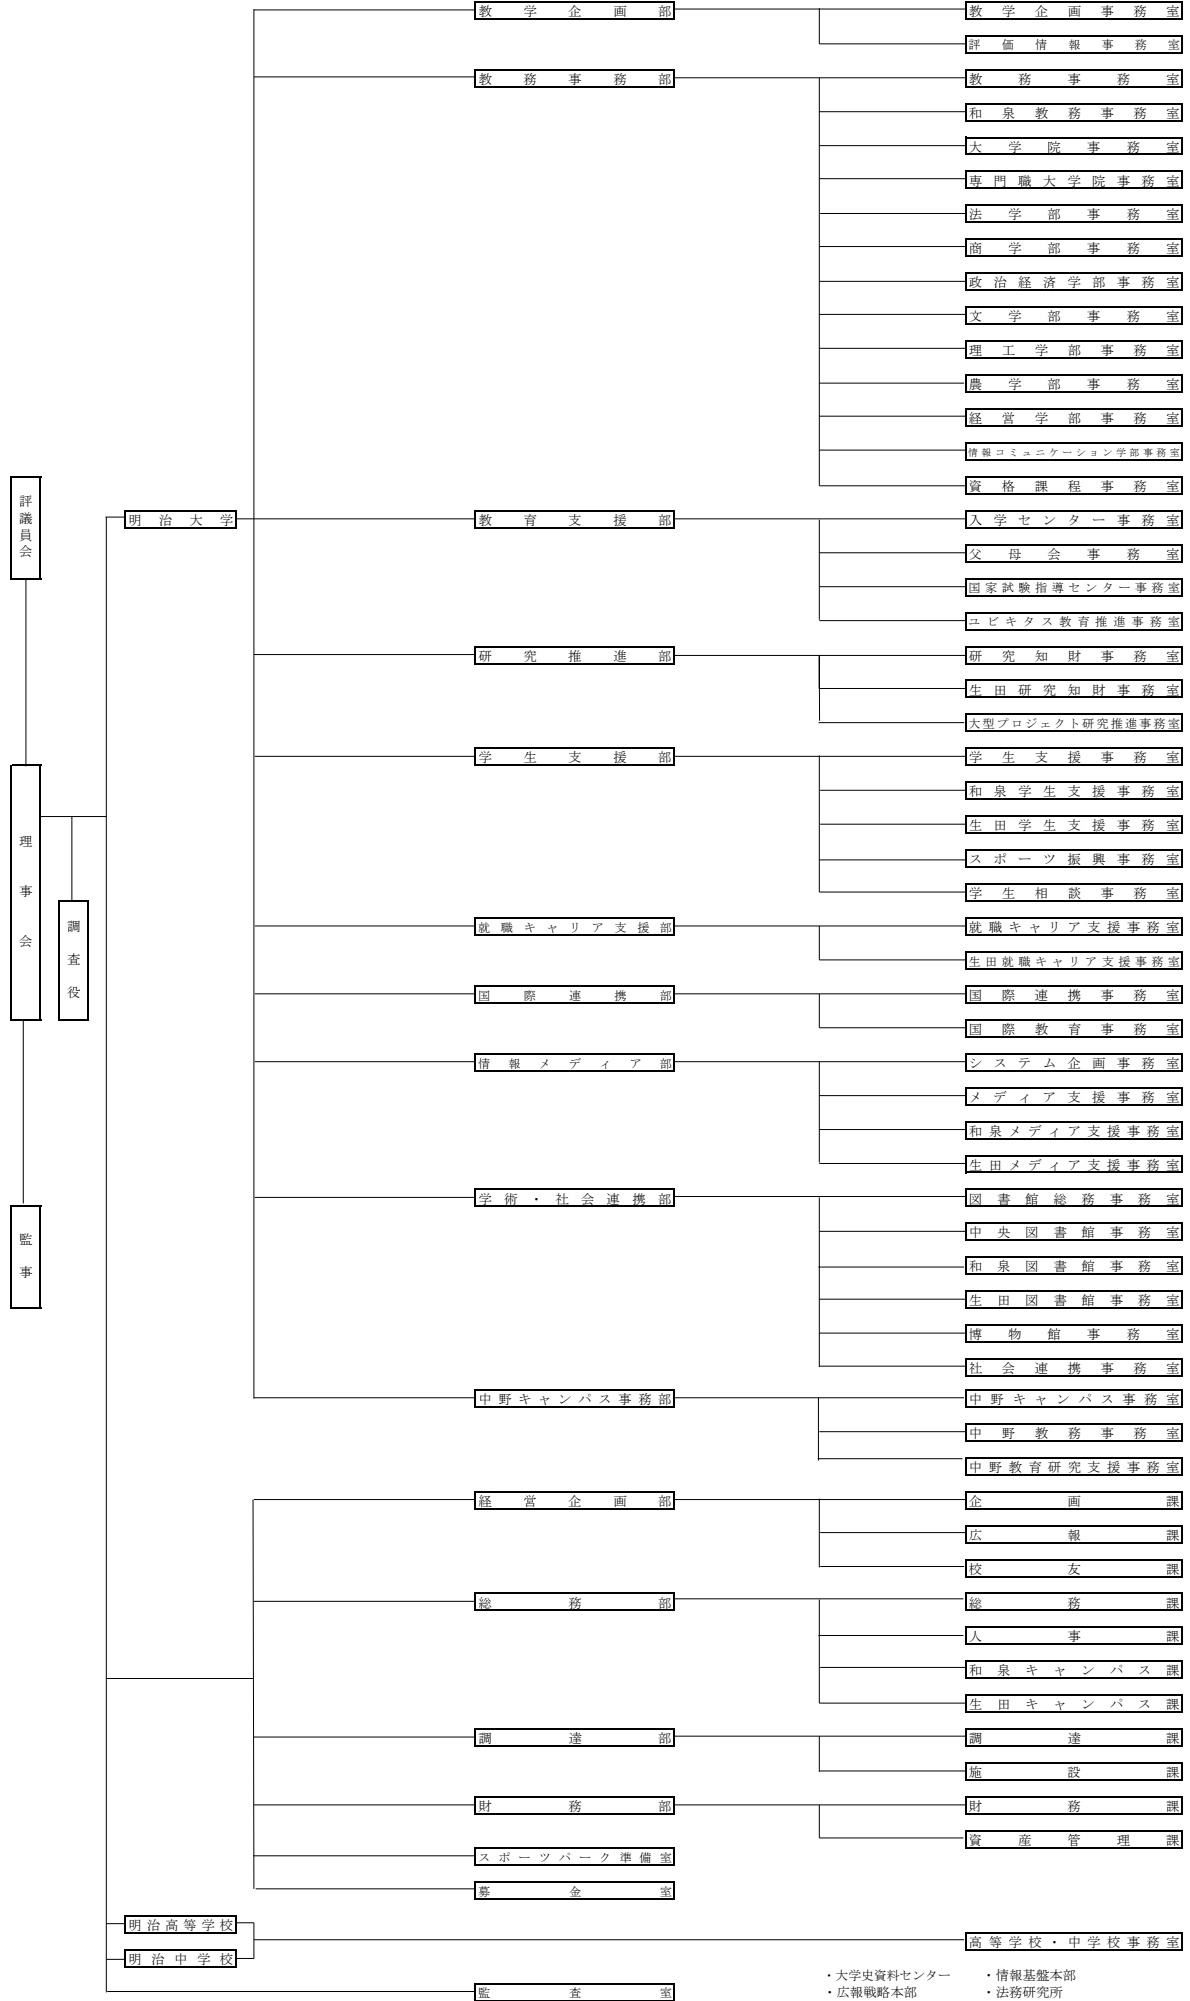 評議員会
理事会
調査役
監事
明治大学
教学企画部
教学企画事務室
評価情報事務室
教務事務部
教務事務室
和泉教務事務室
大学院事務室
専門職大学院事務室
法学部事務室
商学部事務室
政治経済学部事務室
文学部事務室
理工学部事務室
農学部事務室
経営学部事務室
情報コミュニケーション学部事務室
資格課程事務室
教育支援部
入学センター事務室
父母会事務室
国家試験指導センター事務室
ユビキタス教育推進事務室
研究推進部
研究知財事務室
生田研究知財事務室
大型プロジェクト研究推進事務室
学生支援部
学生支援事務室
和泉学生支援事務室
生田学生支援事務室
スポーツ振興事務室
学生相談事務室
就職キャリア支援部
就職キャリア支援事務室
生田就職キャリア支援事務室
国際連携部
国際連携事務室
国際教育事務室
情報メディア部
システム企画事務室
メディア支援事務室
和泉メディア支援事務室
生田メディア支援事務室
学術・社会連携部
図書館総務事務室
中央図書館事務室
和泉図書館事務室
生田図書館事務室
博物館事務室
社会連携事務室
中野キャンパス事務部
中野キャンパス事務室
中野教務事務室
中野教育研究支援事務室
経営企画部
企画課
広報課
校友課
総務部
総務課
人事課
和泉キャンパス課
生田キャンパス課
調達部
調達課
施設課
財務部
財務課
資産管理課
スポーツパーク準備室
募金室
明治高等学校
明治中学校
高等学校・中学校事務室
監査室
・大学史資料センター ・情報基盤本部
・広報戦略本部 ・法務研究所